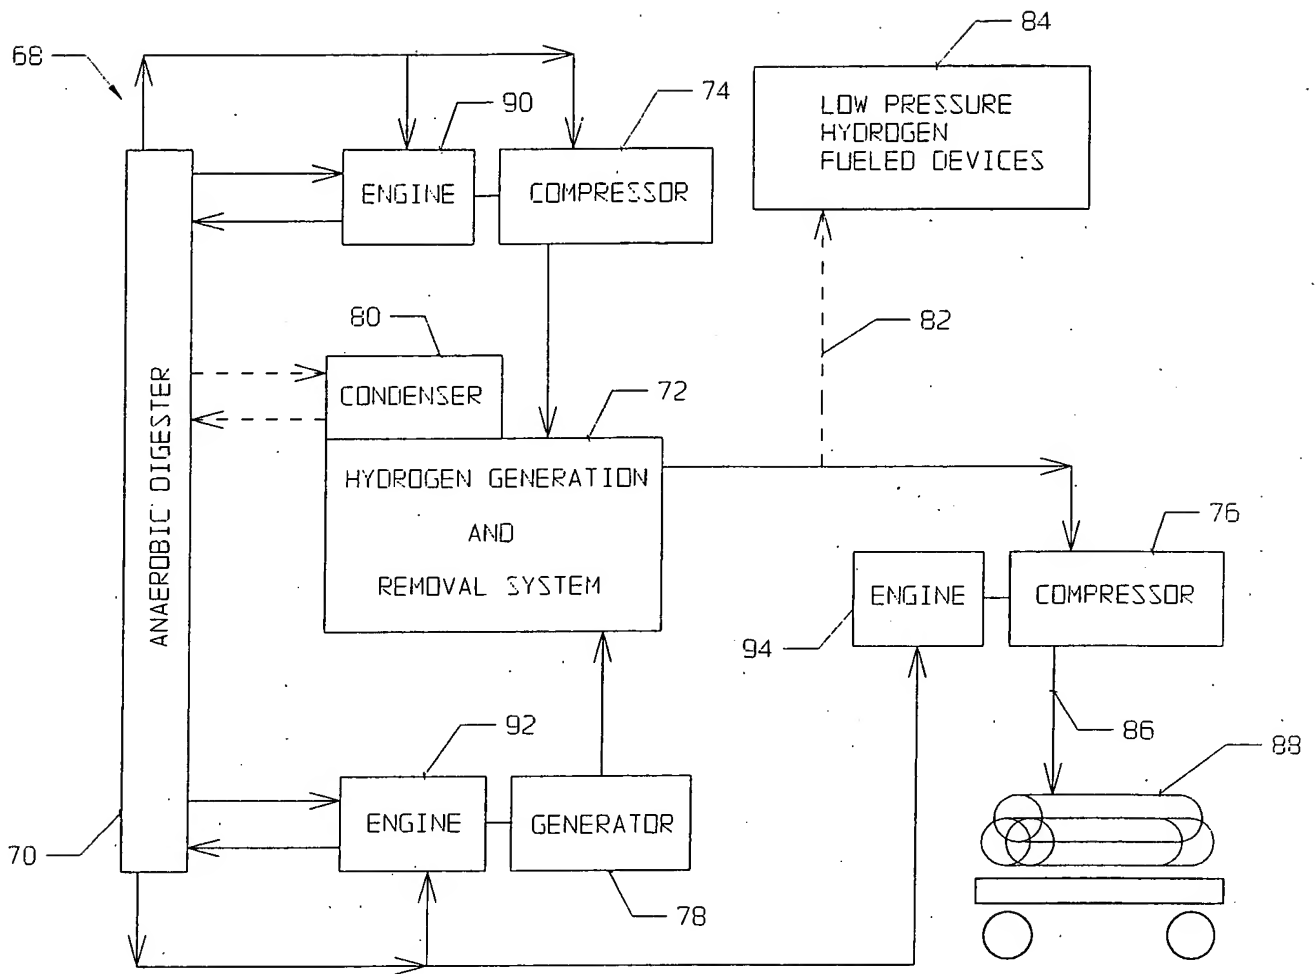 68
84
90
74
LOW PRESSURE
HYDROGEN
FUELED DEVICES
ENGINE
COMPRESSOR
80
82
ANAEROBIC DIGESTER
CONDENSER
72
HYDROGEN GENERATION
AND
REMOVAL SYSTEM
76
ENGINE
COMPRESSOR
94
86
92
88
ENGINE
GENERATOR
70
78